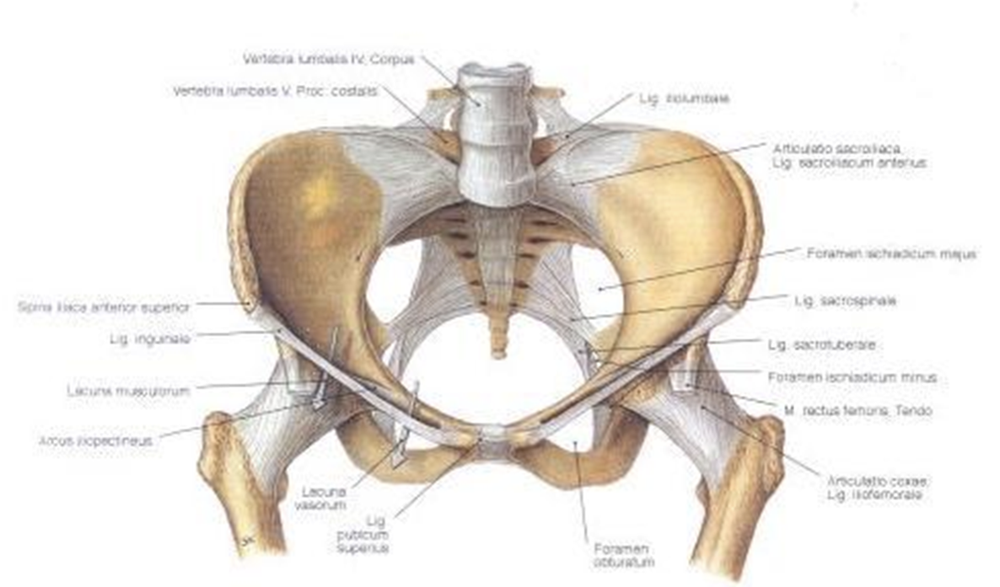 Vertebra lumbalis IV, Corpus
Vertebra lumbalis V, Proc. costalis
Lig. iliolumbale
Articulatio sacroiliaca,
Lig. sacroiliacum anterius
Foramen ischiadicum majus
Spina iliaca anterior superior
Lig. sacrospinale
Lig. inguinale
Lig. sacrotuberale
Foramen ischiadicum minus
Lacuna musculorum
M. rectus femoris, Tendo
Arcus iliopectineus
Articulatio coxae,
Lig. iliofemorale
Lacuna
vasorum
Lig.
pubicum
superius
Foramen
obturatum